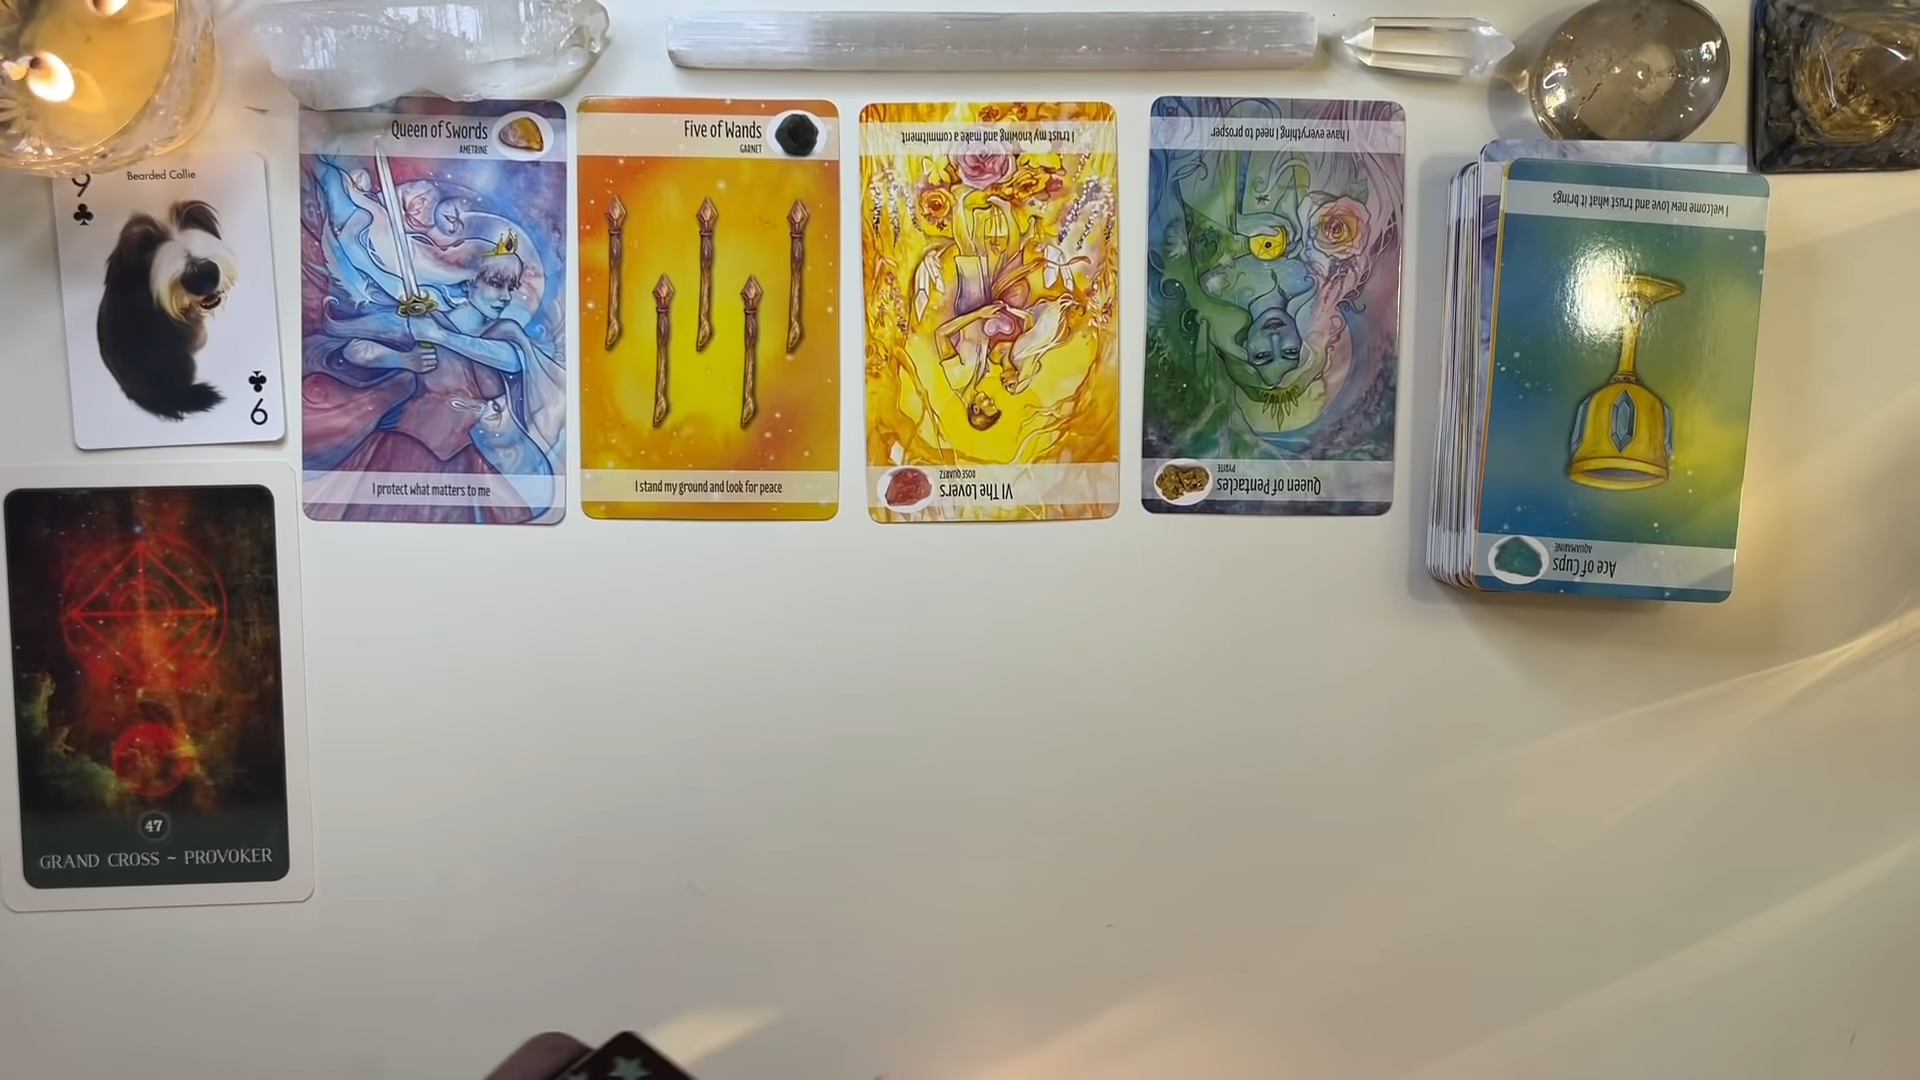 9
Bearded Collie
9
Queen of Swords
AMETRINE
I protect what matters to me
Five of Wands
GARNET
I stand my ground and look for peace
I trust my knowing and make a commitment
VI The Lovers
ROSE QUARTZ
I have everything I need to prosper
Queen of Pentacles
PYRITE
I welcome new love and trust what it brings
Ace of Cups
AQUAMARINE
47
GRAND CROSS ~ PROVOKER